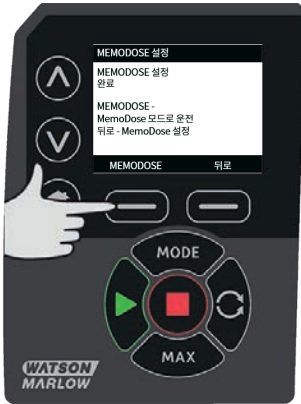 MEMODOSE 설정
MEMODOSE 설정
완료
MEMODOSE -
MemoDose 모드로 운전
뒤로 - MemoDose 설정
MEMODOSE 뒤로
MODE
MAX
WATSON
MARLOW